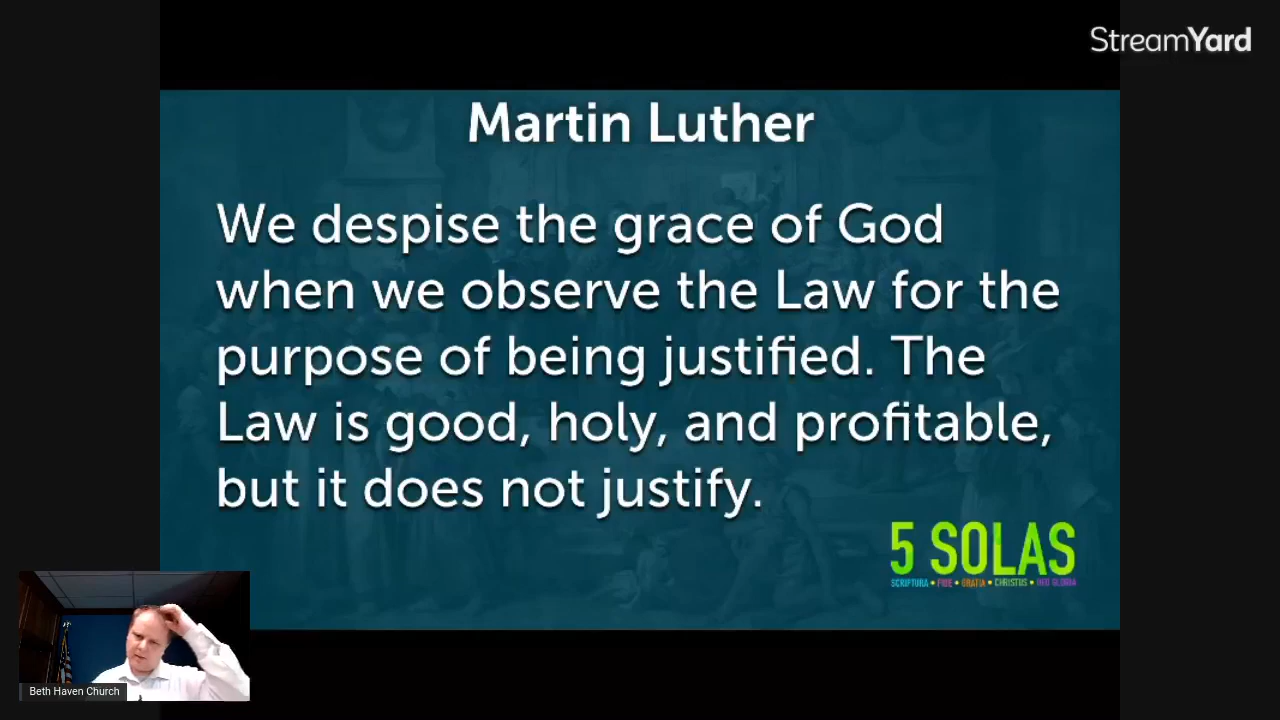 StreamYard
Martin Luther
We despise the grace of God
when we observe the Law for the
purpose of being justified. The
Law is good, holy, and profitable,
but it does not justify.
5 SOLAS
SCRIPTURA • FIDE • GRATIA • CHRISTUS • DEO GLORIA
Beth Haven Church